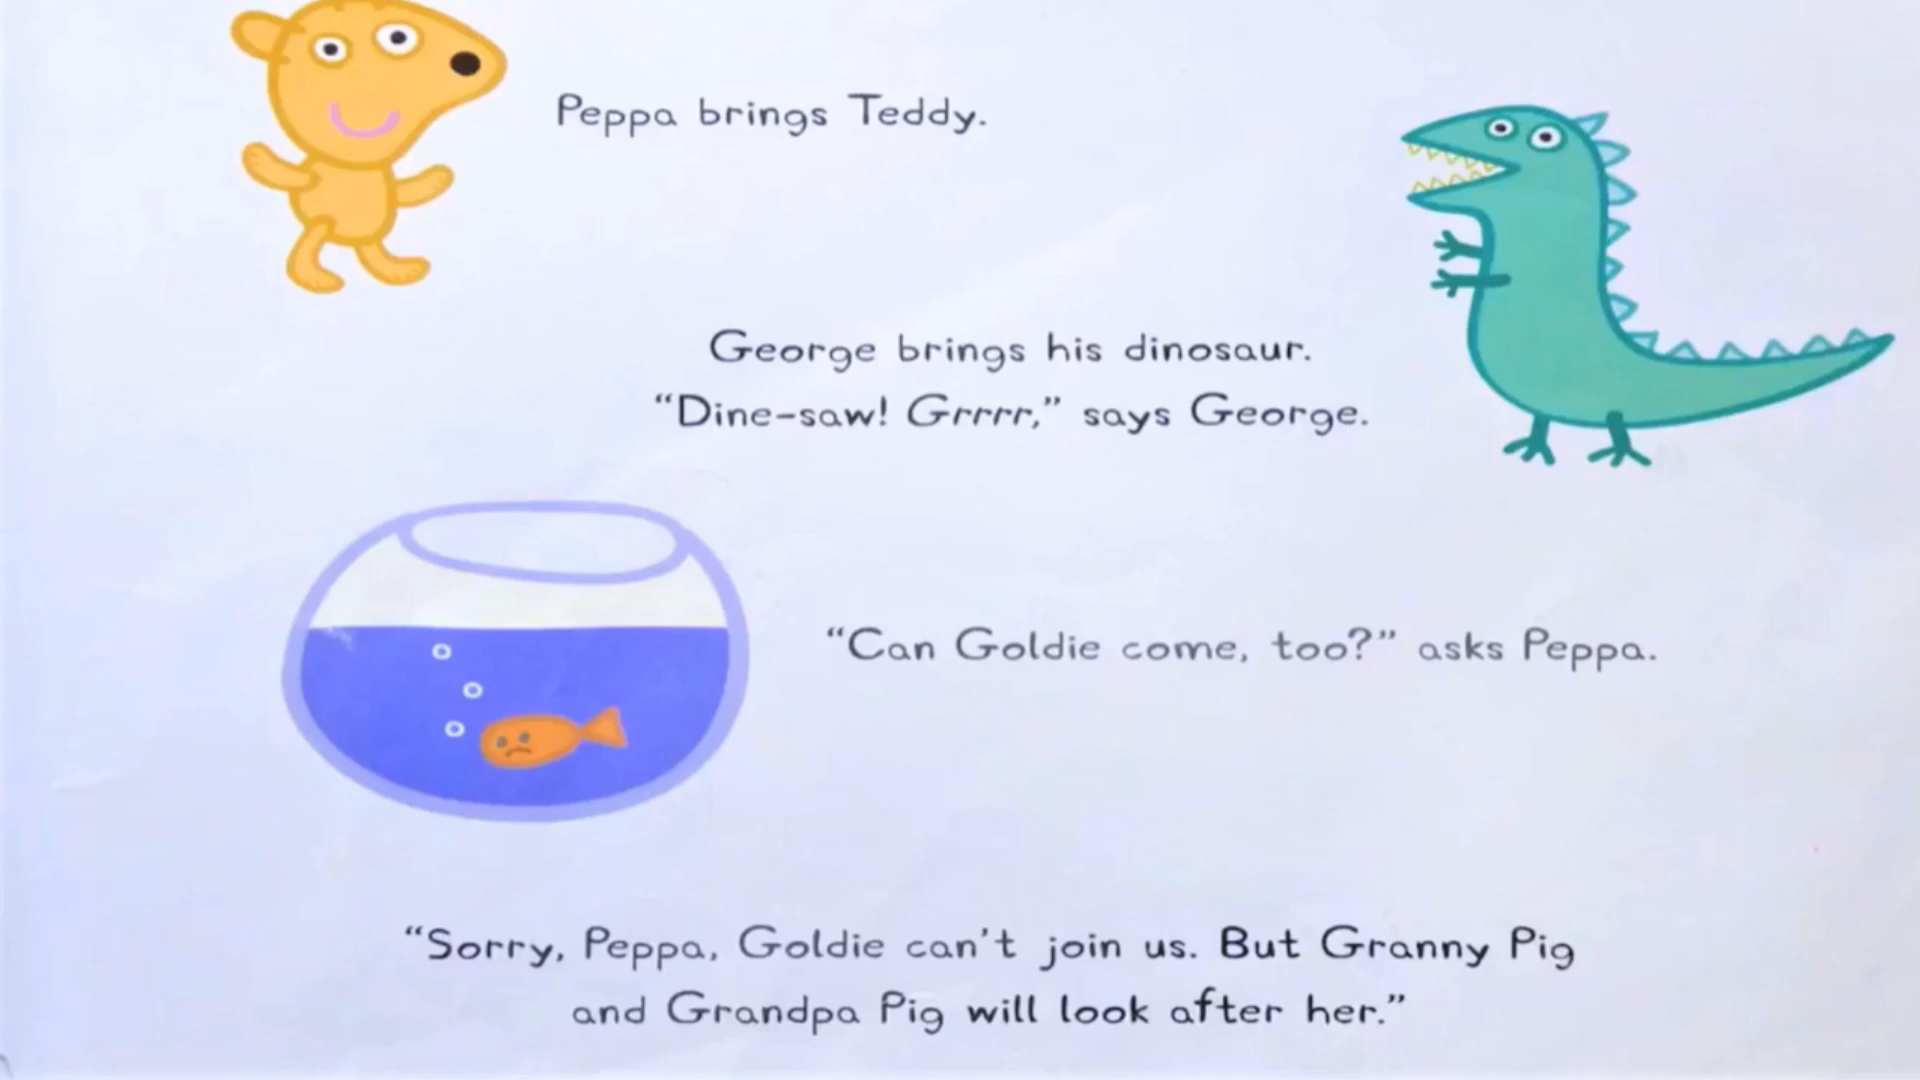 Peppa brings Teddy.
George brings his dinosaur.
“Dine-saw! Grrrr,” says George.
“Can Goldie come, too?” asks Peppa.
“Sorry, Peppa, Goldie can't join us. But Granny Pig
and Grandpa Pig will look after her.”